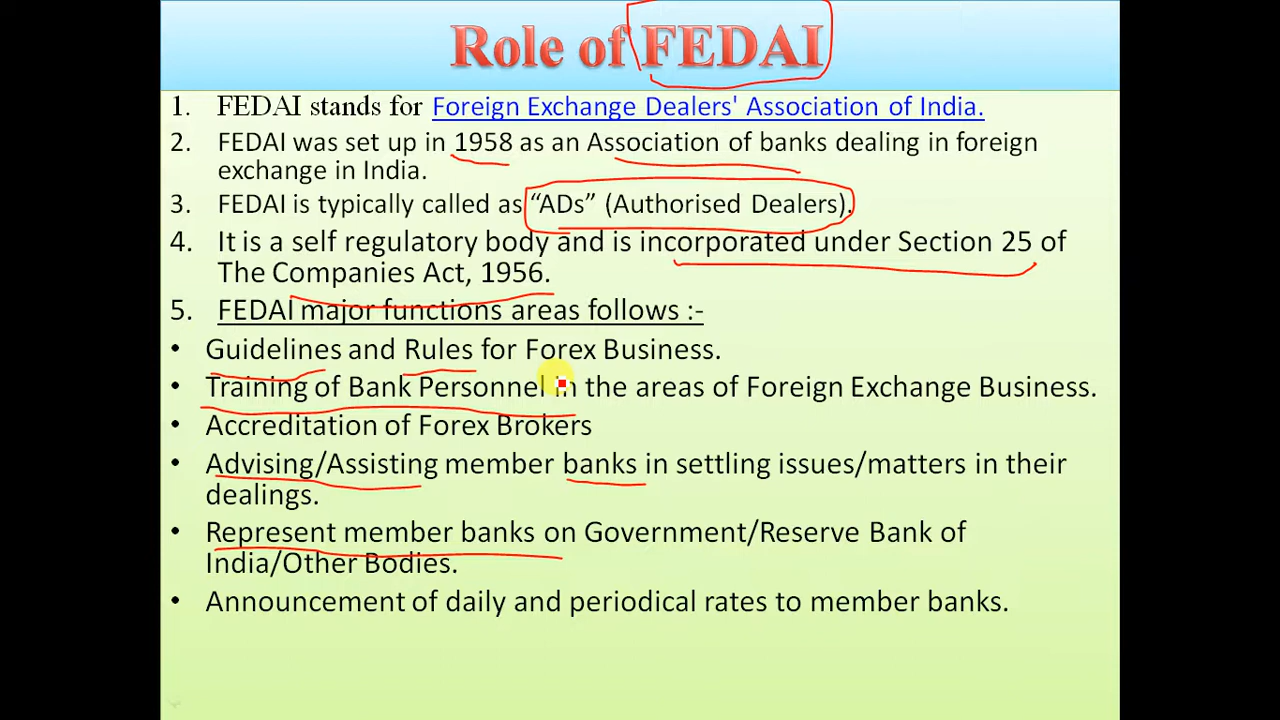 Role of FEDAI
1. FEDAI stands for Foreign Exchange Dealers' Association of India.
2. FEDAI was set up in 1958 as an Association of banks dealing in foreign
exchange in India.
3. FEDAI is typically called as “ADs” (Authorised Dealers).
4. It is a self regulatory body and is incorporated under Section 25 of
The Companies Act, 1956.
5. FEDAI major functions areas follows :-
• Guidelines and Rules for Forex Business.
• Training of Bank Personnel in the areas of Foreign Exchange Business.
• Accreditation of Forex Brokers
• Advising/Assisting member banks in settling issues/matters in their
dealings.
• Represent member banks on Government/Reserve Bank of
India/Other Bodies.
• Announcement of daily and periodical rates to member banks.